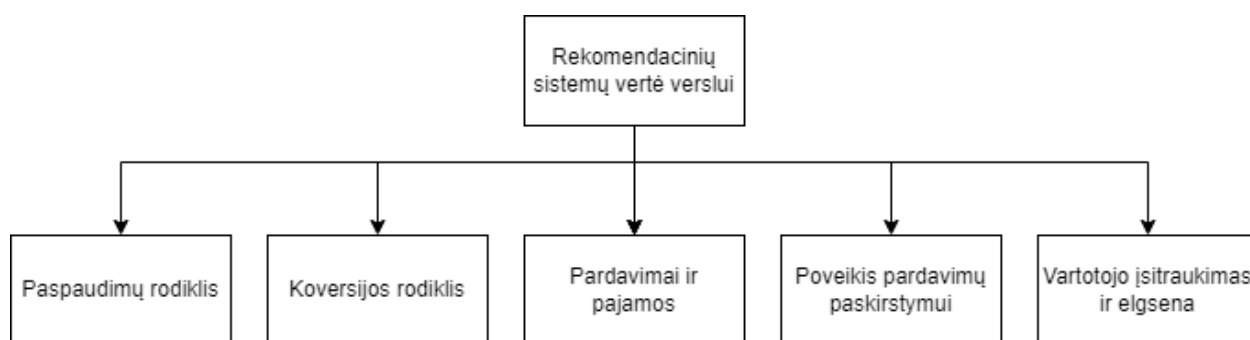 Rekomendacinių
sistemų vertė verslui
Paspaudimų rodiklis
Koversijos rodiklis
Pardavimai ir
pajamos
Poveikis pardavimų
paskirstymui
Vartotojo įsitraukimas
ir elgsena